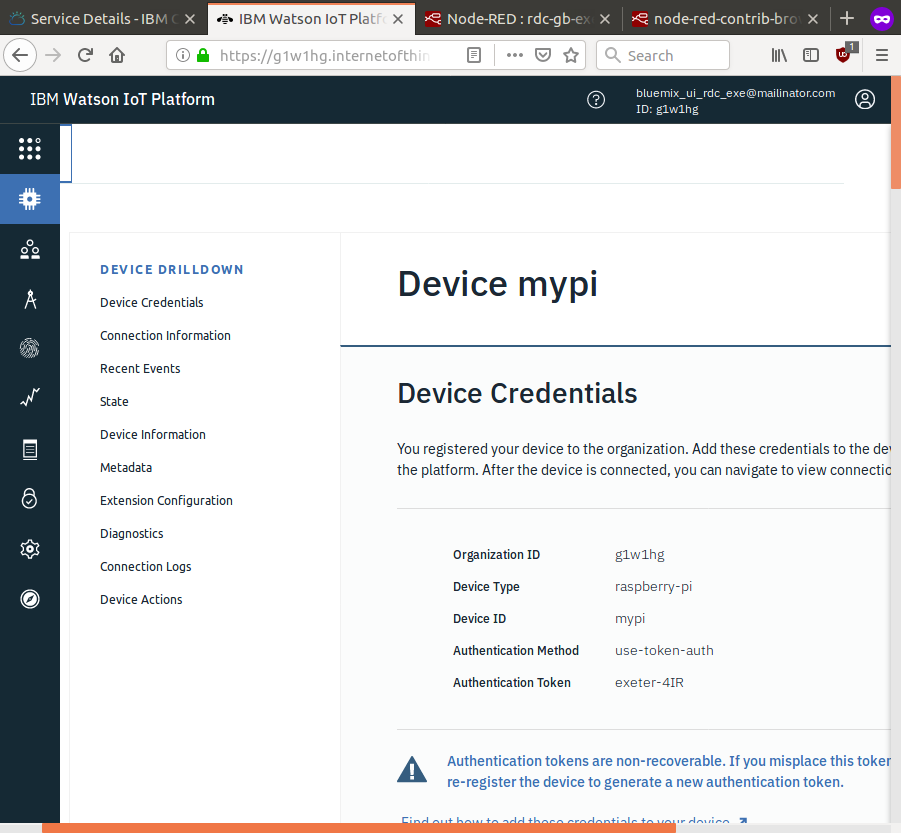 Service Details - IBM C
IBM Watson IoT Platf
Node-RED : rdc-gb-ex
node-red-contrib-bro
https://g1w1hg.internetofthin
Search
1
IBM Watson IoT Platform
bluemix_ui_rdc_exe@mailinator.com
ID: g1w1hg
DEVICE DRILLDOWN
Device Credentials
Connection Information
Recent Events
State
Device Information
Metadata
Extension Configuration
Diagnostics
Connection Logs
Device Actions
Device mypi
Device Credentials
You registered your device to the organization. Add these credentials to the dev
the platform. After the device is connected, you can navigate to view connectio
Organization ID g1w1hg
Device Type raspberry-pi
Device ID mypi
Authentication Method use-token-auth
Authentication Token exeter-4IR
Authentication tokens are non-recoverable. If you misplace this token
re-register the device to generate a new authentication token.
Find out how to add these credentials to your device